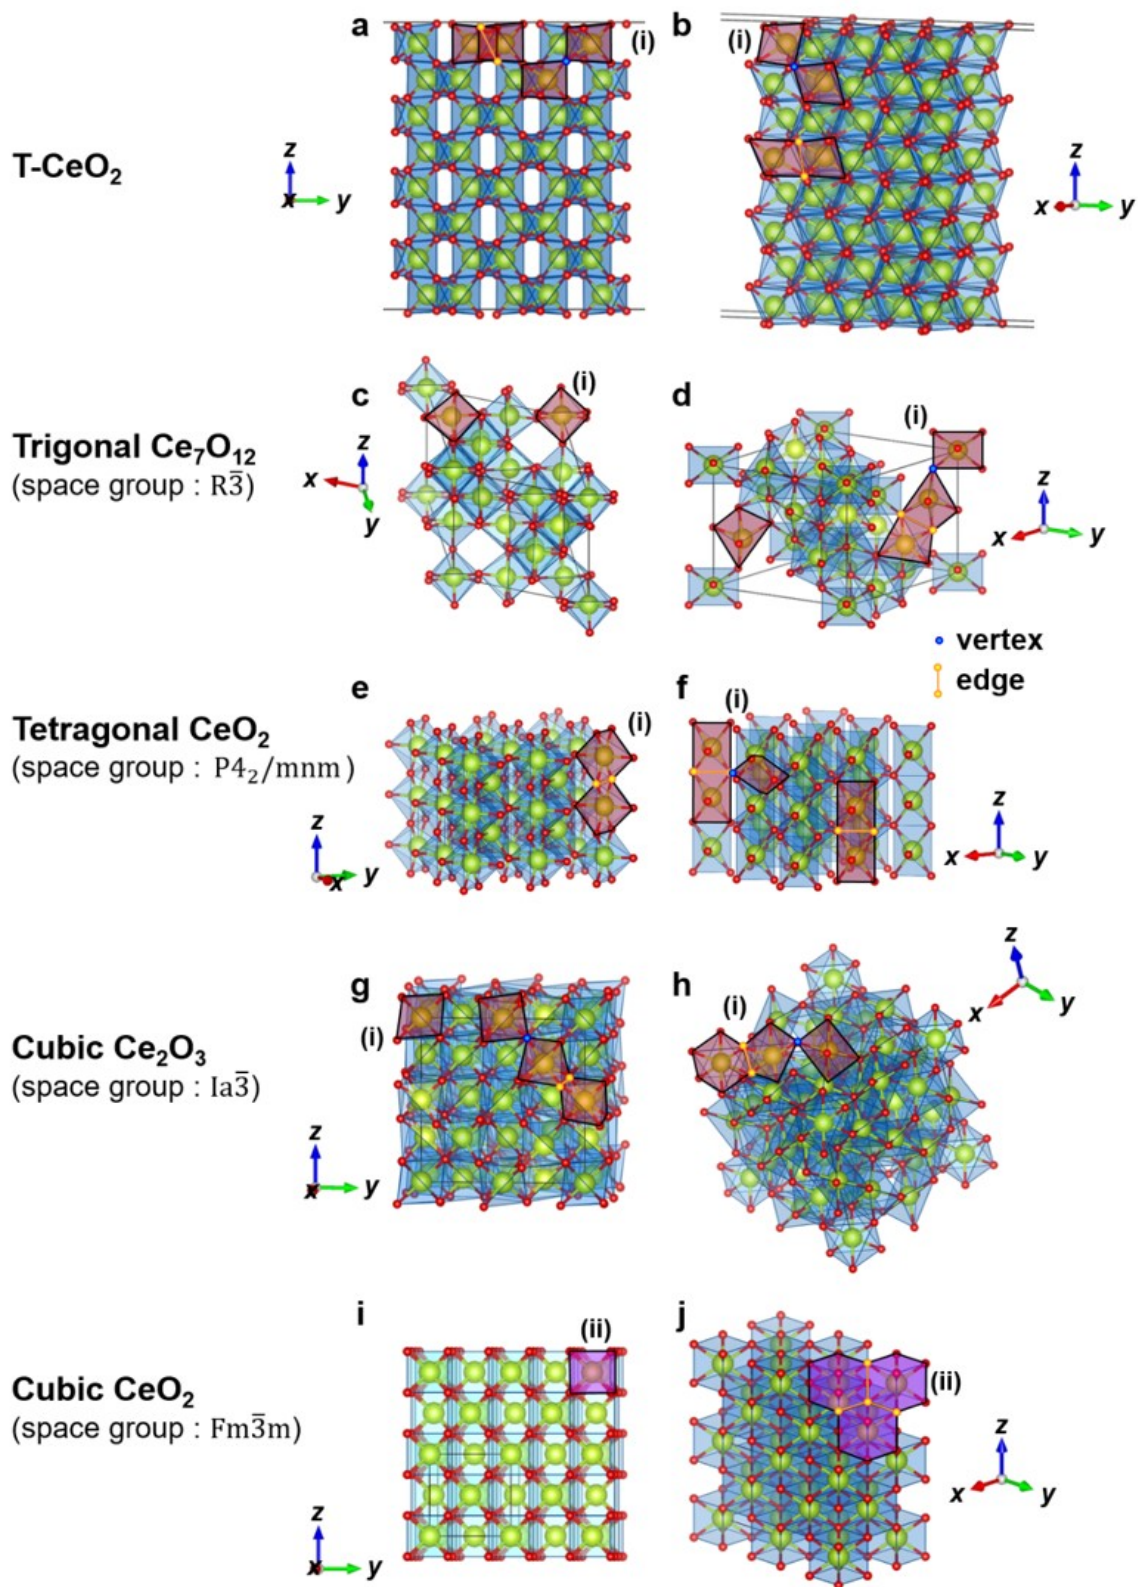 a
(i)
b
(i)
T-CeO₂
z
x
y
z
x
y
c
(i)
d
(i)
Trigonal Ce₇O₁₂
(space group : R3̅)
z
x
y
z
x
y
vertex
edge
e
(i)
f
(i)
Tetragonal CeO₂
(space group : P4₂/mnm)
z
x
y
z
x
y
g
(i)
h
(i)
z
x
y
Cubic Ce₂O₃
(space group : Ia3̅)
z
x
y
i
(ii)
j
(ii)
Cubic CeO₂
(space group : Fm3̅m)
z
x
y
z
x
y